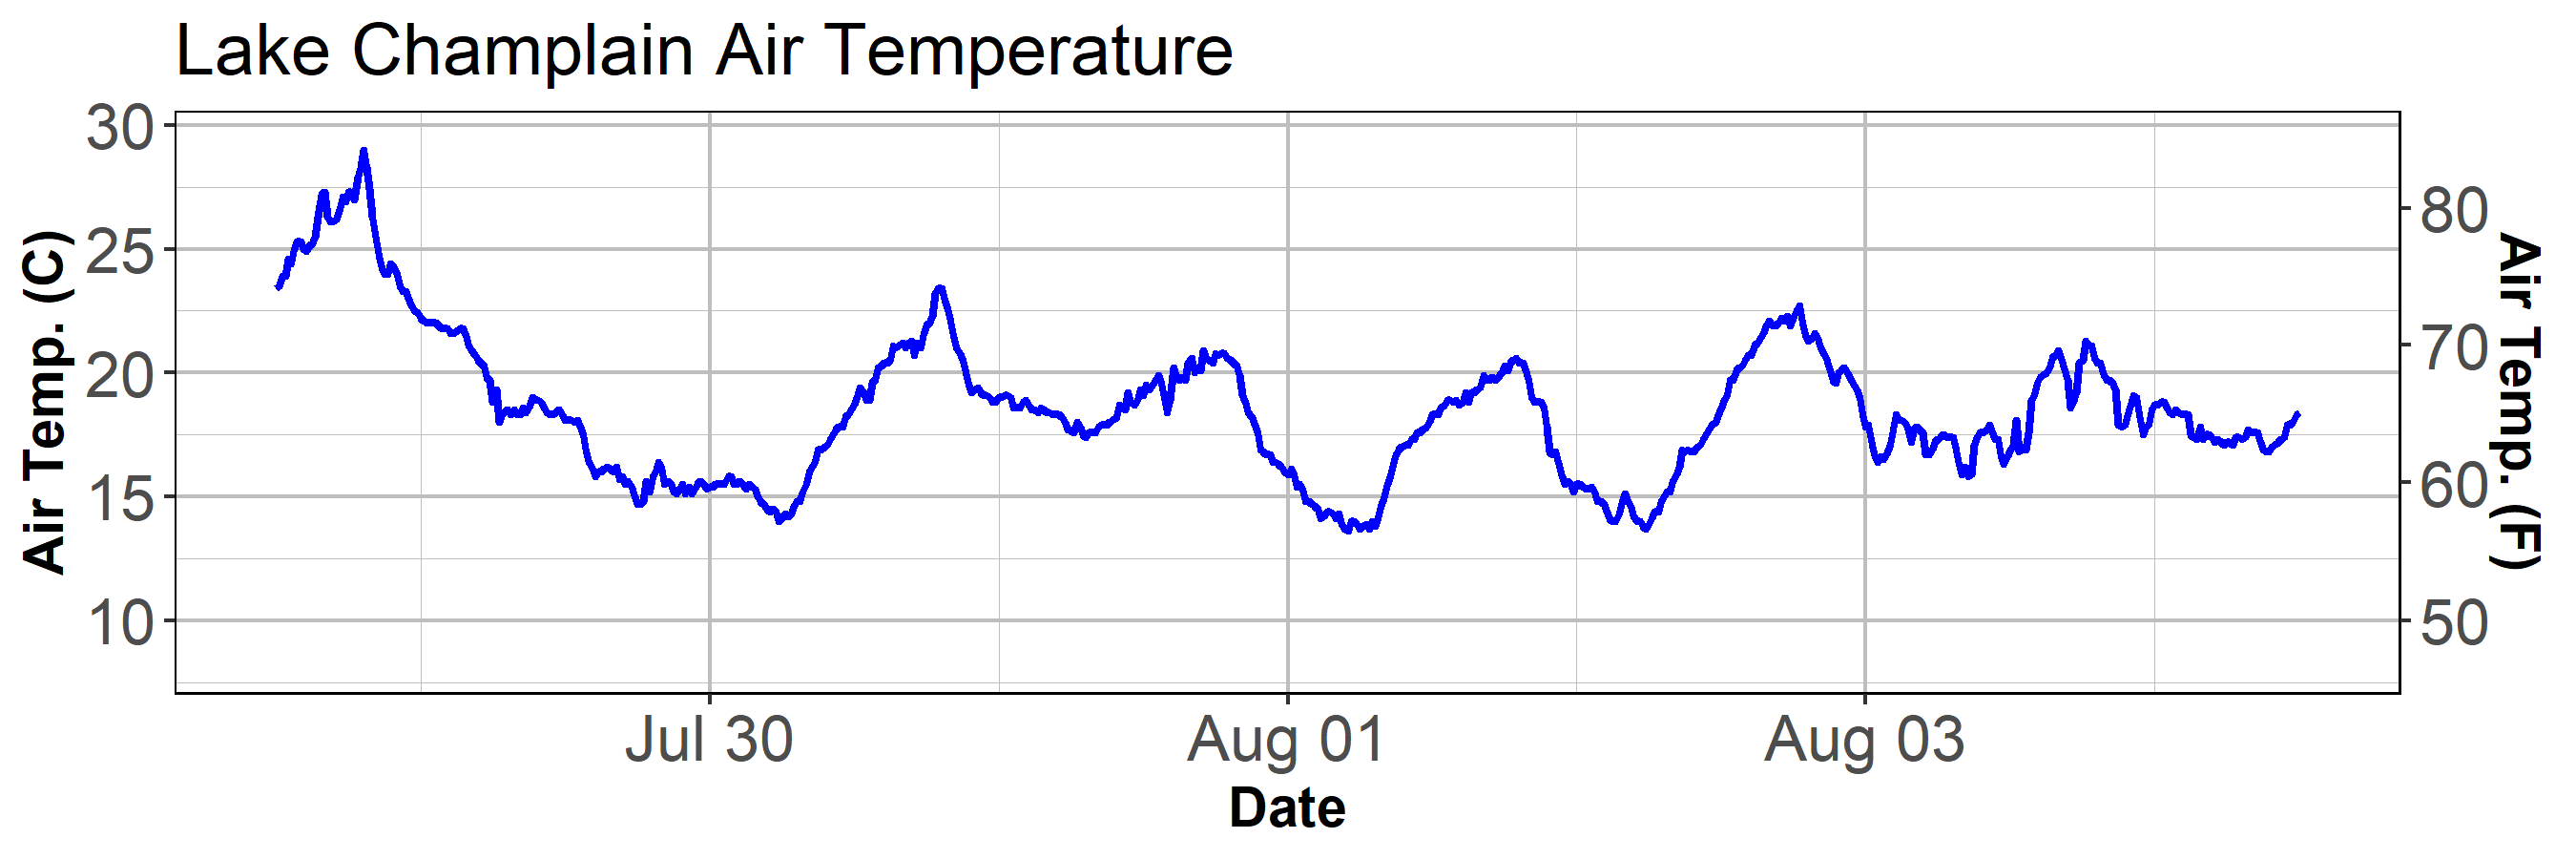 Lake Champlain Air Temperature
30
25
20
15
10
Air Temp. (C)
80
70
60
50
Air Temp. (F)
Jul 30
Aug 01
Aug 03
Date